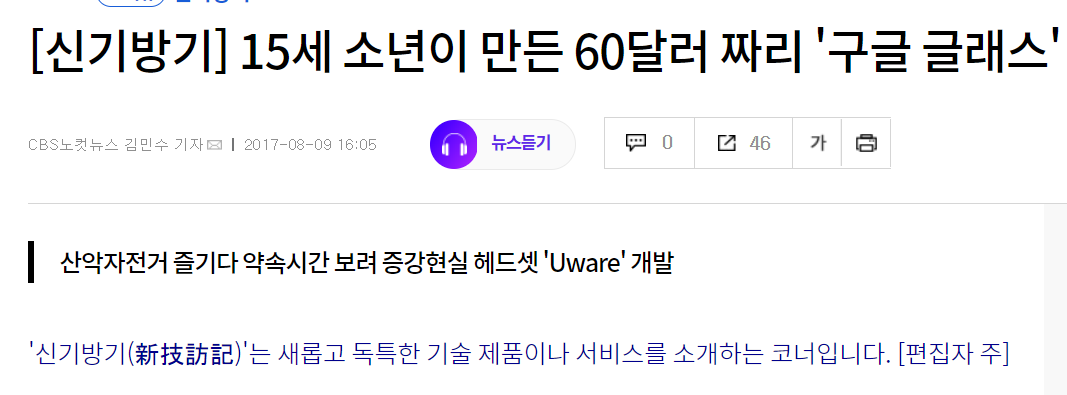 [신기방기] 15세 소년이 만든 60달러 짜리 '구글 글래스'
CBS노컷뉴스 김민수 기자 | 2017-08-09 16:05
뉴스듣기
0
46
가
산악자전거 즐기다 약속시간 보려 증강현실 헤드셋 'Uware' 개발
'신기방기(新技訪記)'는 새롭고 독특한 기술 제품이나 서비스를 소개하는 코너입니다. [편집자 주]